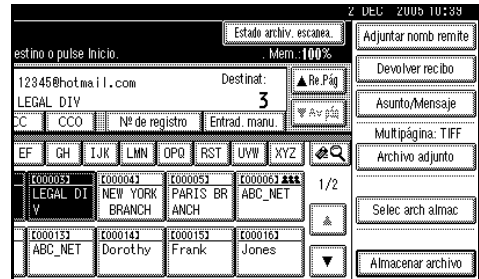 2 DEC 2005 10:39
Estado archiv. escanea.
Adjuntar nomb remite
estino o pulse Inicio.
Mem.:100%
Devolver recibo
12345@hotmail.com
Destinat:
3
▲Re.Pág
LEGAL DIV
▼Av pág
Asunto/Mensaje
CC
CCO
Nº de registro
Entrad. manu.
Multipágina: TIFF
EF
GH
IJK
LMN
OPQ
RST
UVW
XYZ
Archivo adjunto
[00003]
LEGAL DI
V
[00004]
NEW YORK
BRANCH
[00005]
PARIS BR
ANCH
[00006]
ABC_NET
1/2
Selec arch almac
[00013]
ABC_NET
[00014]
Dorothy
[00015]
Frank
[00016]
Jones
▲
▼
Almacenar archivo